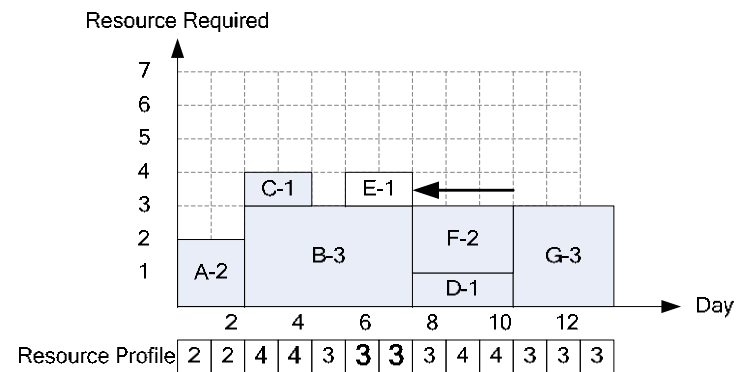 Resource Required
7
6
5
4
3
2
1
C-1
E-1
A-2
B-3
F-2
D-1
G-3
2 4 6 8 10 12 Day
Resource Profile 2 2 4 4 3 3 3 3 4 4 3 3 3